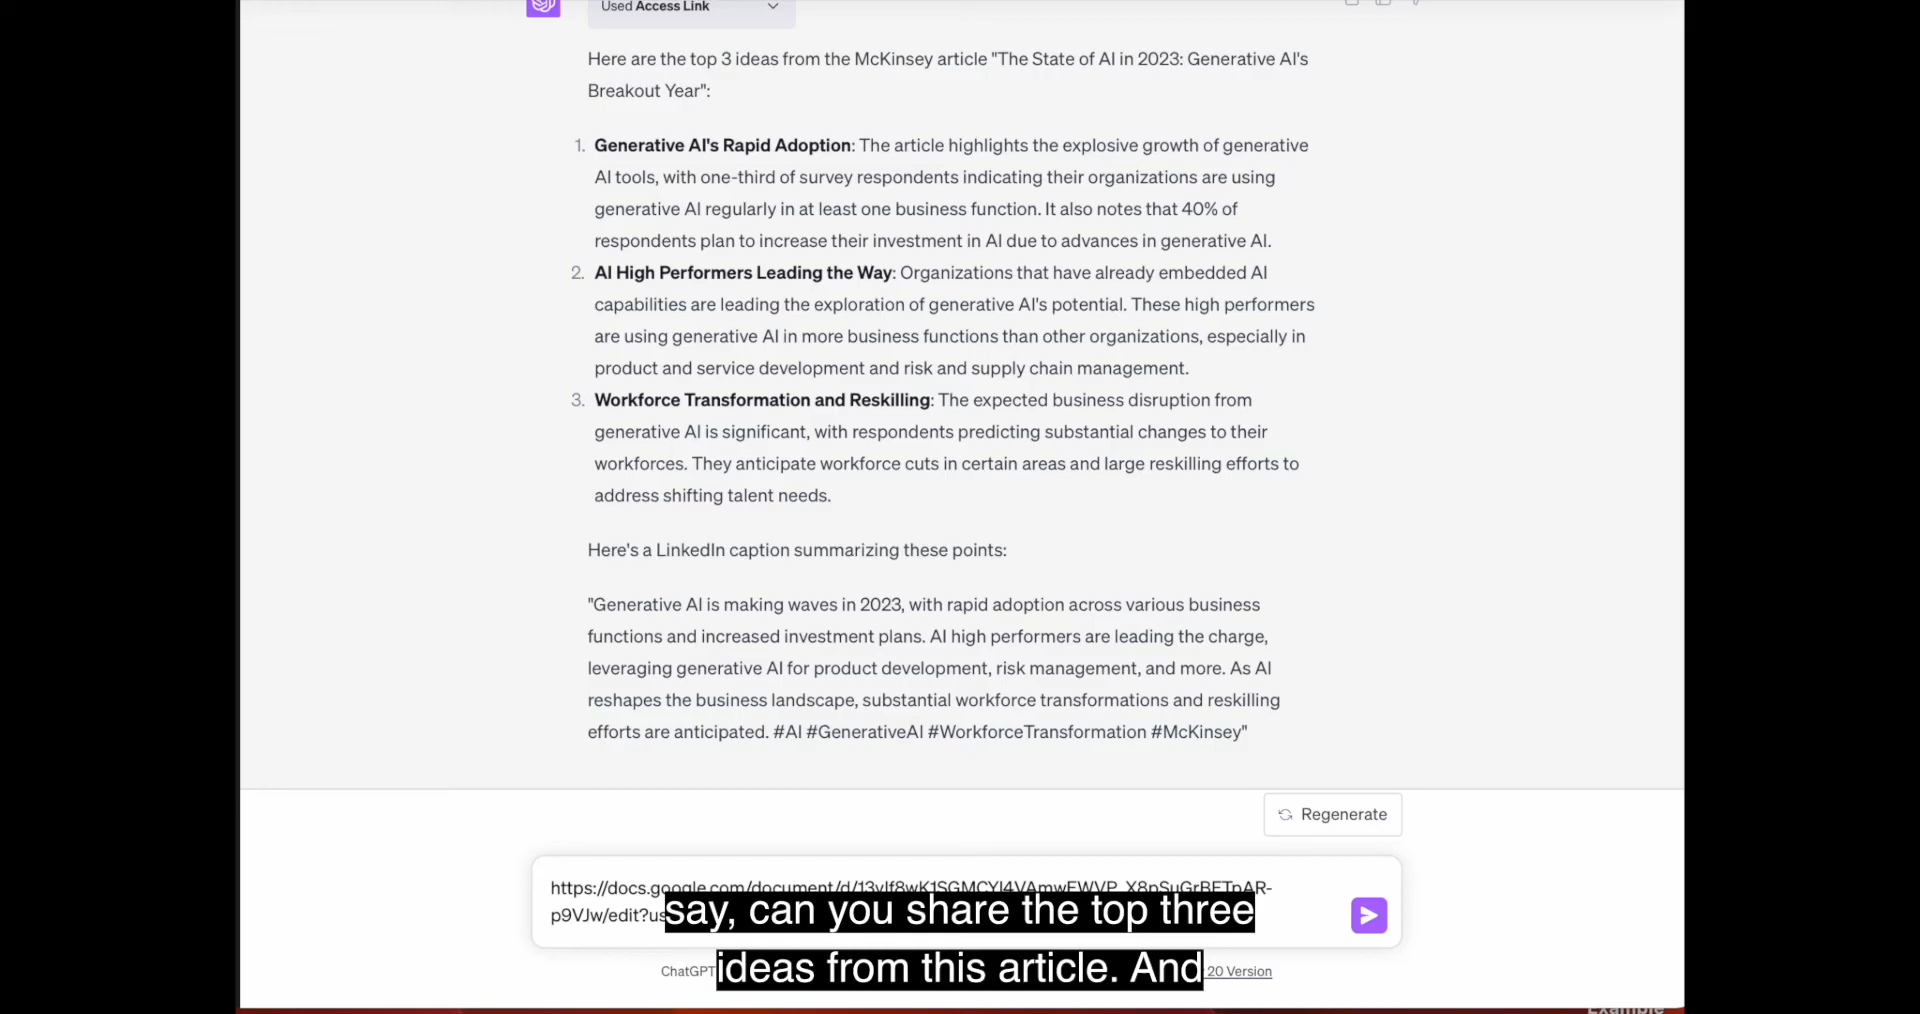 Used Access Link
Here are the top 3 ideas from the McKinsey article "The State of AI in 2023: Generative AI's
Breakout Year":
1. Generative AI's Rapid Adoption: The article highlights the explosive growth of generative
AI tools, with one-third of survey respondents indicating their organizations are using
generative AI regularly in at least one business function. It also notes that 40% of
respondents plan to increase their investment in AI due to advances in generative AI.
2. AI High Performers Leading the Way: Organizations that have already embedded AI
capabilities are leading the exploration of generative AI's potential. These high performers
are using generative AI in more business functions than other organizations, especially in
product and service development and risk and supply chain management.
3. Workforce Transformation and Reskilling: The expected business disruption from
generative AI is significant, with respondents predicting substantial changes to their
workforces. They anticipate workforce cuts in certain areas and large reskilling efforts to
address shifting talent needs.
Here's a LinkedIn caption summarizing these points:
"Generative AI is making waves in 2023, with rapid adoption across various business
functions and increased investment plans. AI high performers are leading the charge,
leveraging generative AI for product development, risk management, and more. As AI
reshapes the business landscape, substantial workforce transformations and reskilling
efforts are anticipated. #AI #GenerativeAI #WorkforceTransformation #McKinsey"
Regenerate
p9VJw/edit?us
say, can you share the top three
ChatGPT
ideas from this article. And
20 Version